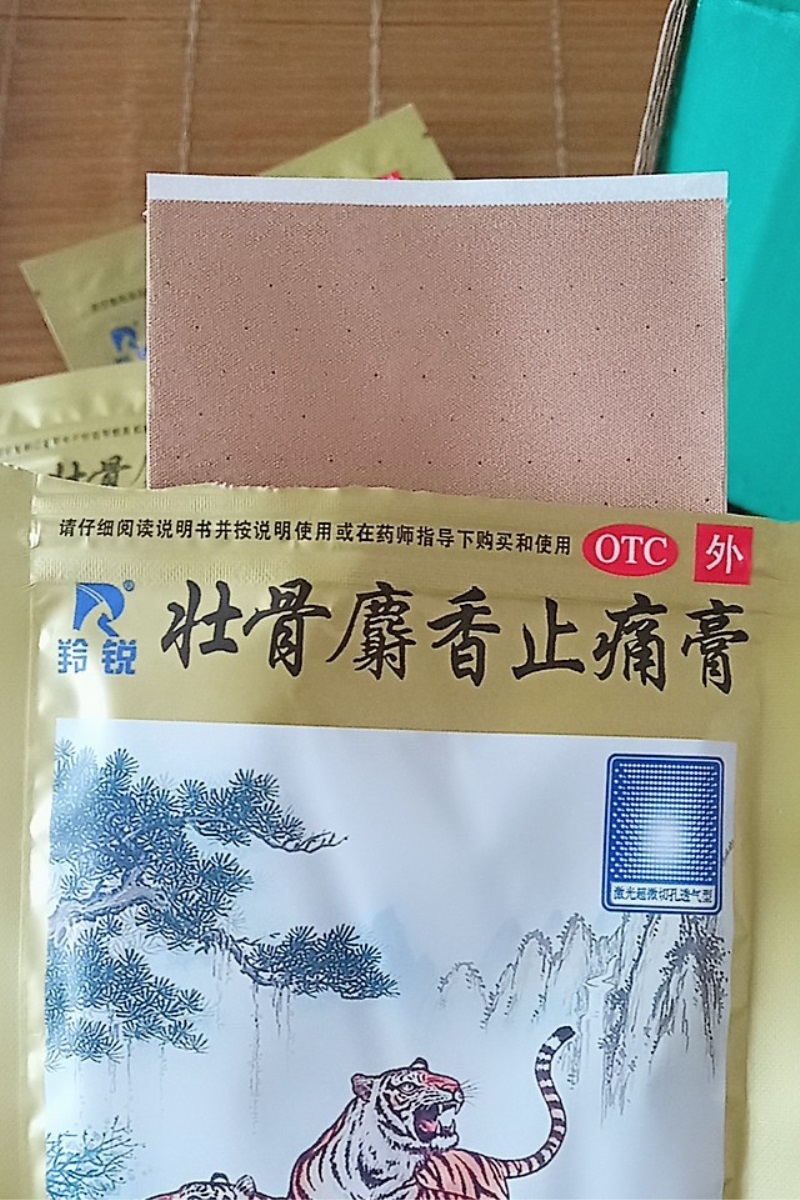 请仔细阅读说明书并按说明使用或在药师指导下购买和使用
OTC 外
羚锐®
壮骨麝香止痛膏
激光超微切孔透气型
壮骨